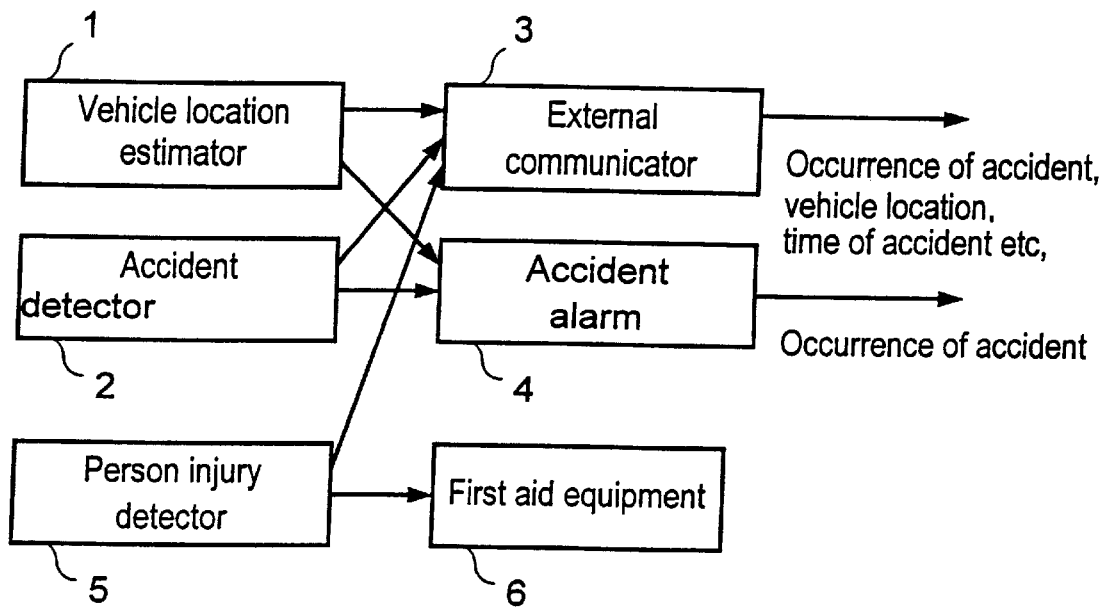 1
Vehicle location
estimator
3
External
communicator
Occurrence of accident,
vehicle location,
time of accident etc,
Accident
detector
2
Accident
alarm
4
Occurrence of accident
Person injury
detector
5
First aid equipment
6